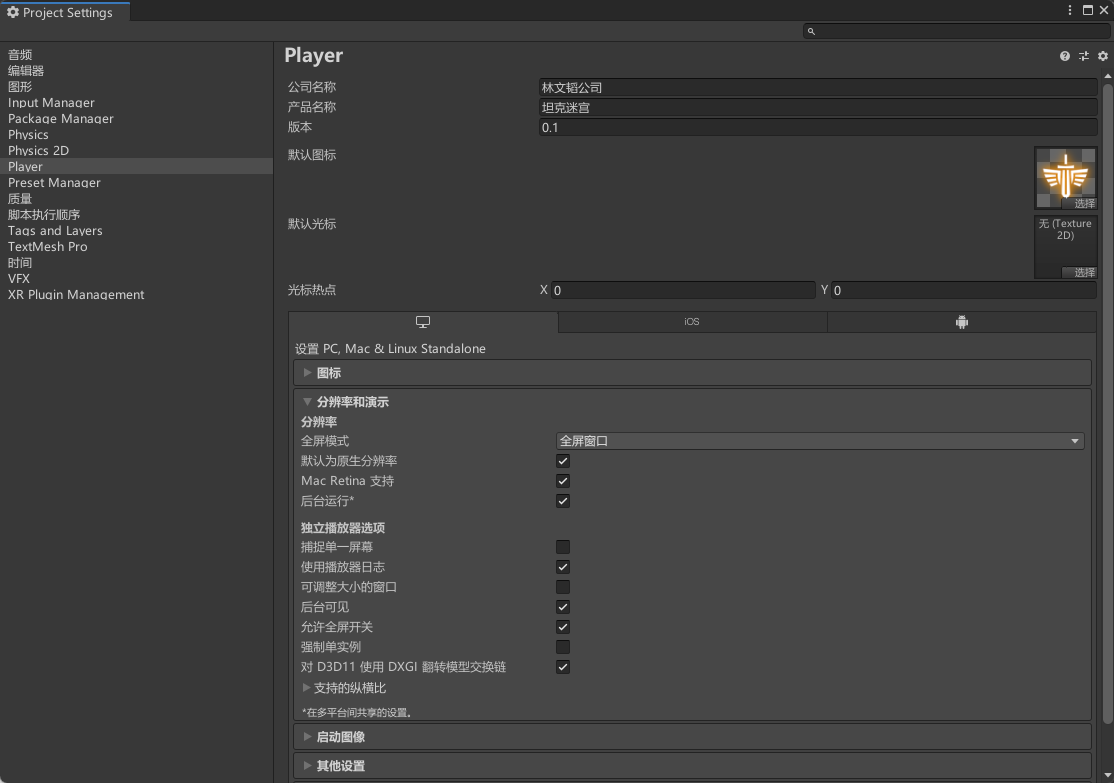 Project Settings
音频
编辑器
图形
Input Manager
Package Manager
Physics
Physics 2D
Player
Preset Manager
质量
脚本执行顺序
Tags and Layers
TextMesh Pro
时间
VFX
XR Plugin Management
Player
公司名称 林文韬公司
产品名称 坦克迷宫
版本 0.1
默认图标
选择
默认光标
无 (Texture
2D)
选择
光标热点 X 0 Y 0
iOS
设置 PC, Mac & Linux Standalone
图标
分辨率和演示
分辨率
全屏模式 全屏窗口
默认为原生分辨率
Mac Retina 支持
后台运行*
独立播放器选项
捕捉单一屏幕
使用播放器日志
可调整大小的窗口
后台可见
允许全屏开关
强制单实例
对 D3D11 使用 DXGI 翻转模型交换链
支持的纵横比
*在多平台间共享的设置。
启动图像
其他设置